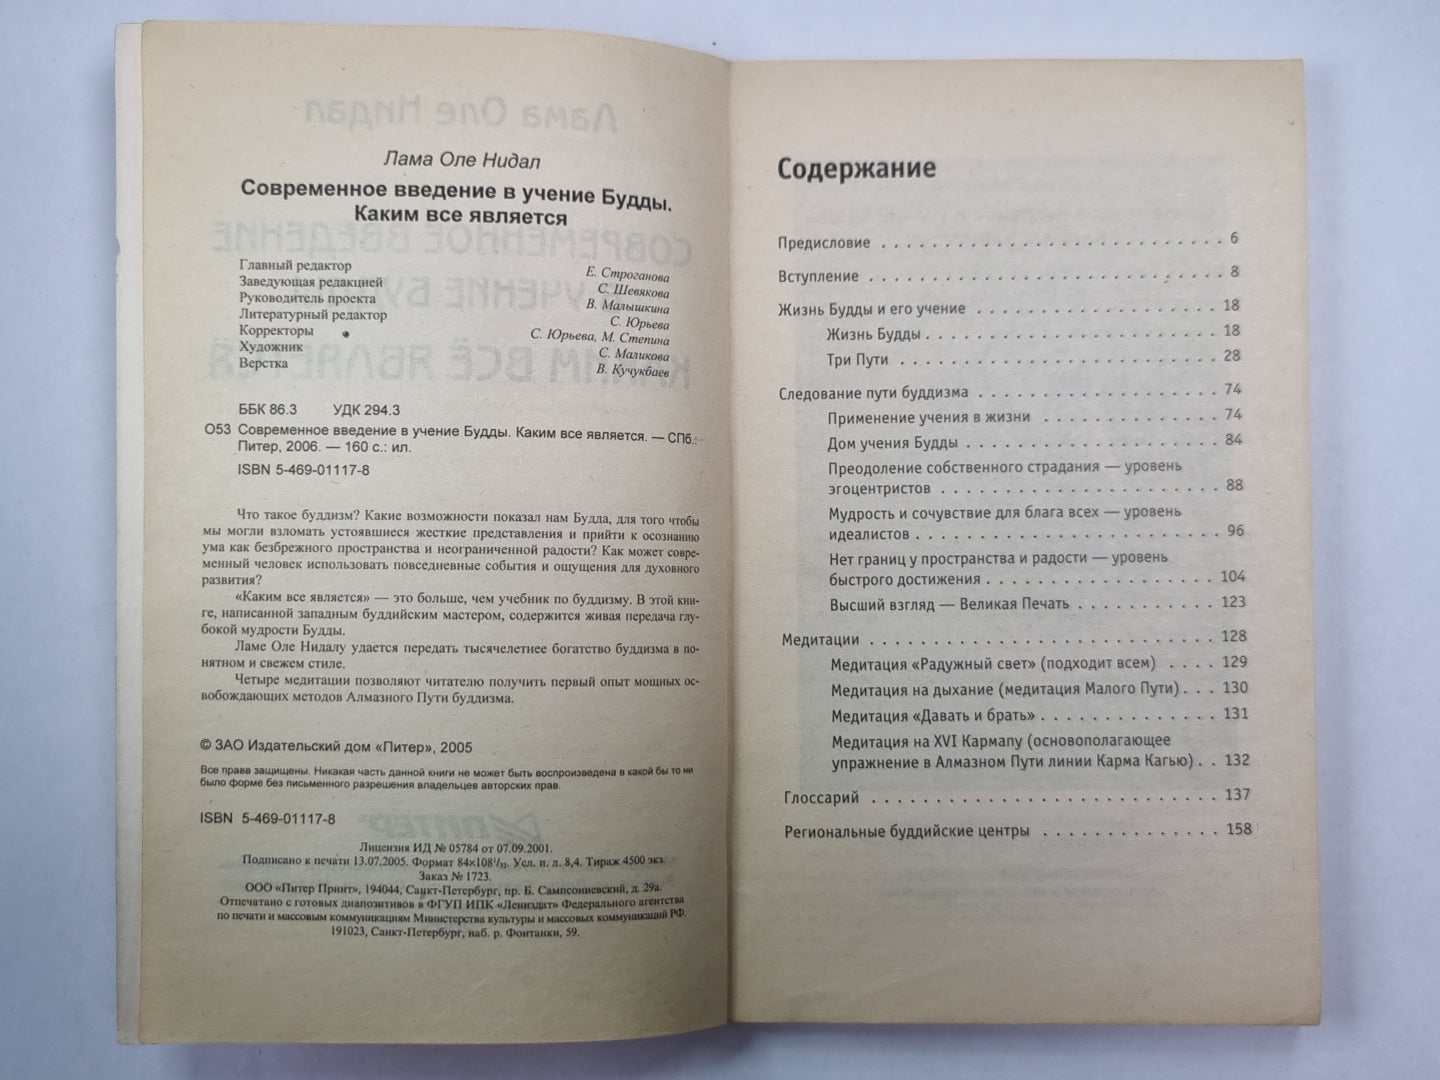 Лама Оле Нидал
Современное введение в учение Будды.
Каким все является
Главный редактор Е. Строганова
Заведующая редакцией С. Шевякова
Руководитель проекта В. Малышкина
Литературный редактор С. Юрьева
Корректоры С. Юрьева, М. Степина
Художник С. Маликова
Верстка В. Кучукбаев
ББК 86.3 УДК 294.3
О53 Современное введение в учение Будды. Каким все является. — СПб.:
Питер, 2006. — 160 с.: ил.
ISBN 5-469-01117-8
Что такое буддизм? Какие возможности показал нам Будда, для того чтобы
мы могли взломать устоявшиеся жесткие представления и прийти к осознанию
ума как безбрежного пространства и неограниченной радости? Как может совре-
менный человек использовать повседневные события и ощущения для духовного
развития?
«Каким все является» — это больше, чем учебник по буддизму. В этой кни-
ге, написанной западным буддийским мастером, содержится живая передача глу-
бокой мудрости Будды.
Ламе Оле Нидалу удается передать тысячелетнее богатство буддизма в по-
нятном и свежем стиле.
Четыре медитации позволяют читателю получить первый опыт мощных ос-
вобождающих методов Алмазного Пути буддизма.
© ЗАО Издательский дом «Питер», 2005
Все права защищены. Никакая часть данной книги не может быть воспроизведена в какой бы то ни
было форме без письменного разрешения владельцев авторских прав.
ISBN 5-469-01117-8
Лицензия ИД № 05784 от 07.09.2001.
Подписано к печати 13.07.2005. Формат 84×108¹/₃₂. Усл. п. л. 8,4. Тираж 4500 экз.
Заказ № 1723.
ООО «Питер Принт», 194044, Санкт-Петербург, пр. Б. Сампсониевский, д. 29а.
Отпечатано с готовых диапозитивов в ФГУП ИПК «Лениздат» Федерального агентства
по печати и массовым коммуникациям Министерства культуры и массовых коммуникаций РФ.
191023, Санкт-Петербург, наб. р. Фонтанки, 59.
Содержание
Предисловие . . . . . . . . . . . . . . . . . . . . . . . . . . . 6
Вступление . . . . . . . . . . . . . . . . . . . . . . . . . . . . 8
Жизнь Будды и его учение . . . . . . . . . . . . . . . . . . . 18
Жизнь Будды . . . . . . . . . . . . . . . . . . . . . . . 18
Три Пути . . . . . . . . . . . . . . . . . . . . . . . . . 28
Следование пути буддизма . . . . . . . . . . . . . . . . . . . 74
Применение учения в жизни . . . . . . . . . . . . . . 74
Дом учения Будды . . . . . . . . . . . . . . . . . . . . 84
Преодоление собственного страдания — уровень
эгоцентристов . . . . . . . . . . . . . . . . . . . . . . 88
Мудрость и сочувствие для блага всех — уровень
идеалистов . . . . . . . . . . . . . . . . . . . . . . . . 96
Нет границ у пространства и радости — уровень
быстрого достижения . . . . . . . . . . . . . . . . . . 104
Высший взгляд — Великая Печать . . . . . . . . . . . 123
Медитации . . . . . . . . . . . . . . . . . . . . . . . . . . . 128
Медитация «Радужный свет» (подходит всем) . . . . 129
Медитация на дыхание (медитация Малого Пути) . . . 130
Медитация «Давать и брать» . . . . . . . . . . . . . . 131
Медитация на XVI Кармапу (основополагающее
упражнение в Алмазном Пути линии Карма Кагью) . . 132
Глоссарий . . . . . . . . . . . . . . . . . . . . . . . . . . . 137
Региональные буддийские центры . . . . . . . . . . . . . . 158